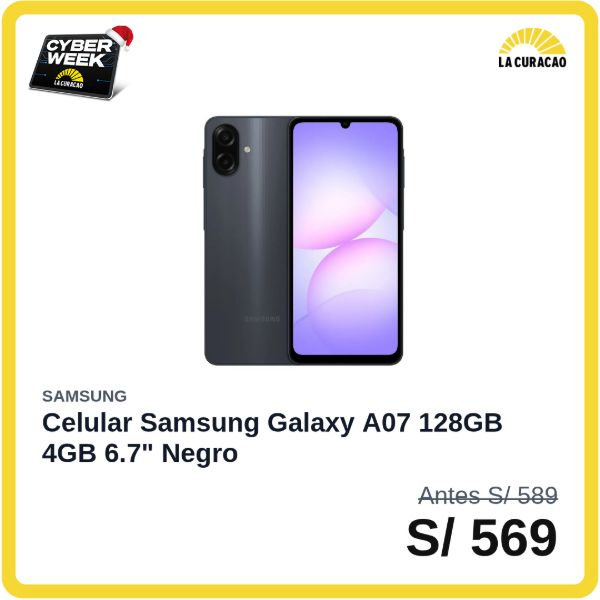 CYBER
WEEK
LA CURACAO
LA CURACAO
SAMSUNG
SAMSUNG
Celular Samsung Galaxy A07 128GB
4GB 6.7" Negro
Antes S/ 589
S/ 569